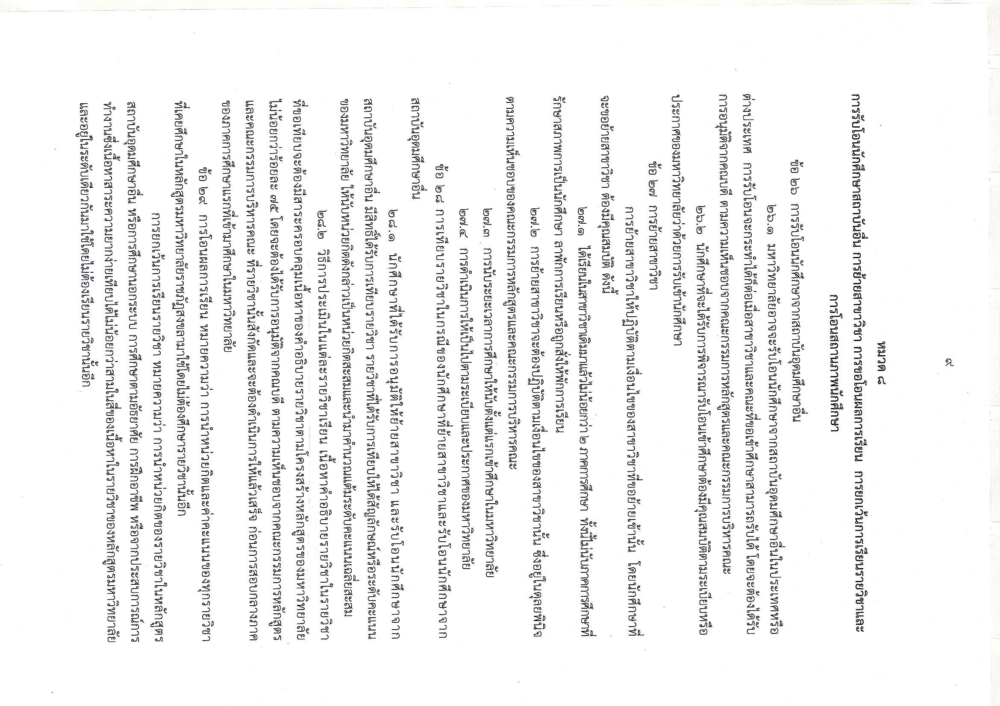 ๙
หมวด ๘
การรับโอนนักศึกษาสถาบันอื่น การย้ายสาขาวิชา การขอโอนผลการเรียน การยกเว้นการเรียนรายวิชาและ
การโอนสถานภาพนักศึกษา
ข้อ ๒๖ การรับโอนนักศึกษาจากสถาบันอุดมศึกษาอื่น
๒๖.๑ มหาวิทยาลัยอาจจะรับโอนนักศึกษาจากสถาบันอุดมศึกษาอื่นในประเทศหรือ
ต่างประเทศ การรับโอนจะกระทำได้ก็ต่อเมื่อสาขาวิชาและคณะที่ขอเข้าศึกษาสามารถรับได้ โดยจะต้องได้รับ
การอนุมัติจากคณบดี ตามความเห็นชอบจากคณะกรรมการหลักสูตรและคณะกรรมการบริหารคณะ
๒๖.๒ นักศึกษาที่จะได้รับการพิจารณารับโอนเข้าศึกษาต้องมีคุณสมบัติตามระเบียบหรือ
ประกาศของมหาวิทยาลัยว่าด้วยการรับเข้านักศึกษา
ข้อ ๒๗ การย้ายสาขาวิชา
การย้ายสาขาวิชาให้ปฏิบัติตามเงื่อนไขของสาขาวิชาที่ขอย้ายเข้านั้น โดยนักศึกษาที่
จะขอย้ายสาขาวิชา ต้องมีคุณสมบัติ ดังนี้
๒๗.๑ ได้เรียนในสาขาวิชาเดิมมาแล้วไม่น้อยกว่า ๒ ภาคการศึกษา ทั้งนี้ไม่นับภาคการศึกษาที่
รักษาสภาพการเป็นนักศึกษา ลาพักการเรียนหรือถูกสั่งให้พักการเรียน
๒๗.๒ การย้ายสาขาวิชาจะต้องปฏิบัติตามเงื่อนไขของสาขาวิชานั้น ซึ่งอยู่ในดุลยพินิจ
ตามความเห็นชอบของคณะกรรมการหลักสูตรและคณะกรรมการบริหารคณะ
๒๗.๓ การนับระยะเวลาการศึกษาให้นับตั้งแต่แรกเข้าศึกษาในมหาวิทยาลัย
๒๗.๔ การดำเนินการให้เป็นไปตามระเบียบและประกาศของมหาวิทยาลัย
ข้อ ๒๘ การเทียบรายวิชาในกรณีของนักศึกษาที่ย้ายสาขาวิชาและรับโอนนักศึกษาจาก
สถาบันอุดมศึกษาอื่น
๒๘.๑ นักศึกษาที่ได้รับการอนุมัติให้ย้ายสาขาวิชา และรับโอนนักศึกษาจาก
สถาบันอุดมศึกษาอื่น มีสิทธิ์ได้รับการเทียบรายวิชา รายวิชาที่ได้รับการเทียบให้ได้สัญลักษณ์หรือระดับคะแนน
ของมหาวิทยาลัย ให้นับหน่วยกิตดังกล่าวเป็นหน่วยกิตสะสมและนำมาคำนวณแต้มระดับคะแนนเฉลี่ยสะสม
๒๘.๒ วิธีการประเมินในแต่ละรายวิชาเรียน เนื้อหาคำอธิบายรายวิชาในรายวิชา
ที่ขอเทียบจะต้องมีสาระครอบคลุมเนื้อหาของคำอธิบายรายวิชาตามโครงสร้างหลักสูตรของมหาวิทยาลัย
ไม่น้อยกว่าร้อยละ ๗๕ โดยจะต้องได้รับการอนุมัติจากคณบดี ตามความเห็นชอบจากคณะกรรมการหลักสูตร
และคณะกรรมการบริหารคณะ ที่รายวิชานั้นสังกัดและจะต้องดำเนินการให้แล้วเสร็จ ก่อนการสอบกลางภาค
ของภาคการศึกษาแรกที่เข้ามาศึกษาในมหาวิทยาลัย
ข้อ ๒๙ การโอนผลการเรียน หมายความว่า การนำหน่วยกิตและค่าคะแนนของทุกรายวิชา
ที่เคยศึกษาในหลักสูตรมหาวิทยาลัยราชภัฏสงขลามาใช้โดยไม่ต้องศึกษารายวิชานั้นอีก
การยกเว้นการเรียนรายวิชา หมายความว่า การนำหน่วยกิตของรายวิชาในหลักสูตร
สถาบันอุดมศึกษาอื่น หรือการศึกษานอกระบบ การศึกษาตามอัธยาศัย การฝึกอาชีพ หรือจากประสบการณ์การ
ทำงานซึ่งเนื้อหาสาระความยากง่ายเทียบได้ไม่น้อยกว่าสามในสี่ของเนื้อหาในรายวิชาของหลักสูตรมหาวิทยาลัย
และอยู่ในระดับเดียวกันมาใช้โดยไม่ต้องเรียนรายวิชานั้นอีก